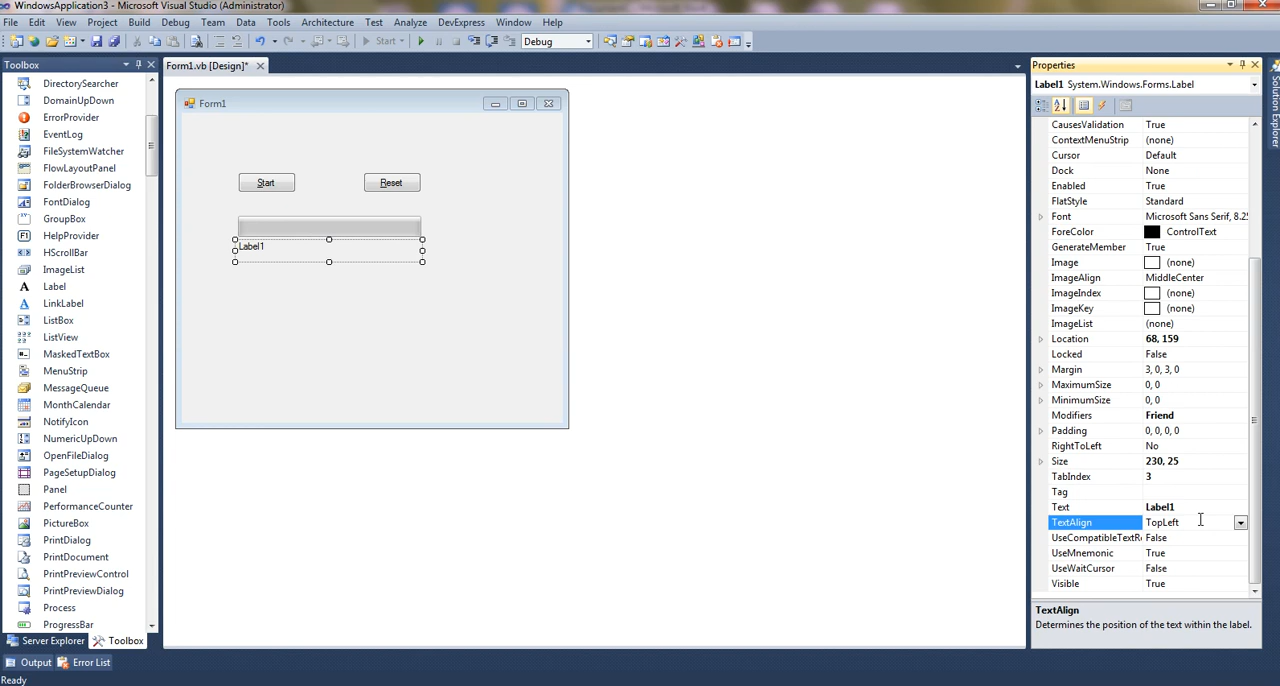 WindowsApplication3 - Microsoft Visual Studio (Administrator)
File Edit View Project Build Debug Team Data Tools Architecture Test Analyze DevExpress Window Help
Start Debug
Toolbox
DirectorySearcher
DomainUpDown
ErrorProvider
EventLog
FileSystemWatcher
FlowLayoutPanel
FolderBrowserDialog
FontDialog
GroupBox
HelpProvider
HScrollBar
ImageList
Label
LinkLabel
ListBox
ListView
MaskedTextBox
MenuStrip
MessageQueue
MonthCalendar
NotifyIcon
NumericUpDown
OpenFileDialog
PageSetupDialog
Panel
PerformanceCounter
PictureBox
PrintDialog
PrintDocument
PrintPreviewControl
PrintPreviewDialog
Process
ProgressBar
Server Explorer Toolbox
Form1.vb [Design]*
Form1
Start Reset
Label1
Properties
Label1 System.Windows.Forms.Label
CausesValidation True
ContextMenuStrip (none)
Cursor Default
Dock None
Enabled True
FlatStyle Standard
Font Microsoft Sans Serif, 8.25
ForeColor ControlText
GenerateMember True
Image (none)
ImageAlign MiddleCenter
ImageIndex (none)
ImageKey (none)
ImageList (none)
Location 68, 159
Locked False
Margin 3, 0, 3, 0
MaximumSize 0, 0
MinimumSize 0, 0
Modifiers Friend
Padding 0, 0, 0, 0
RightToLeft No
Size 230, 25
TabIndex 3
Tag
Text Label1
TextAlign TopLeft
UseCompatibleTextRe False
UseMnemonic True
UseWaitCursor False
Visible True
TextAlign
Determines the position of the text within the label.
Solution Explorer
Output Error List
Ready